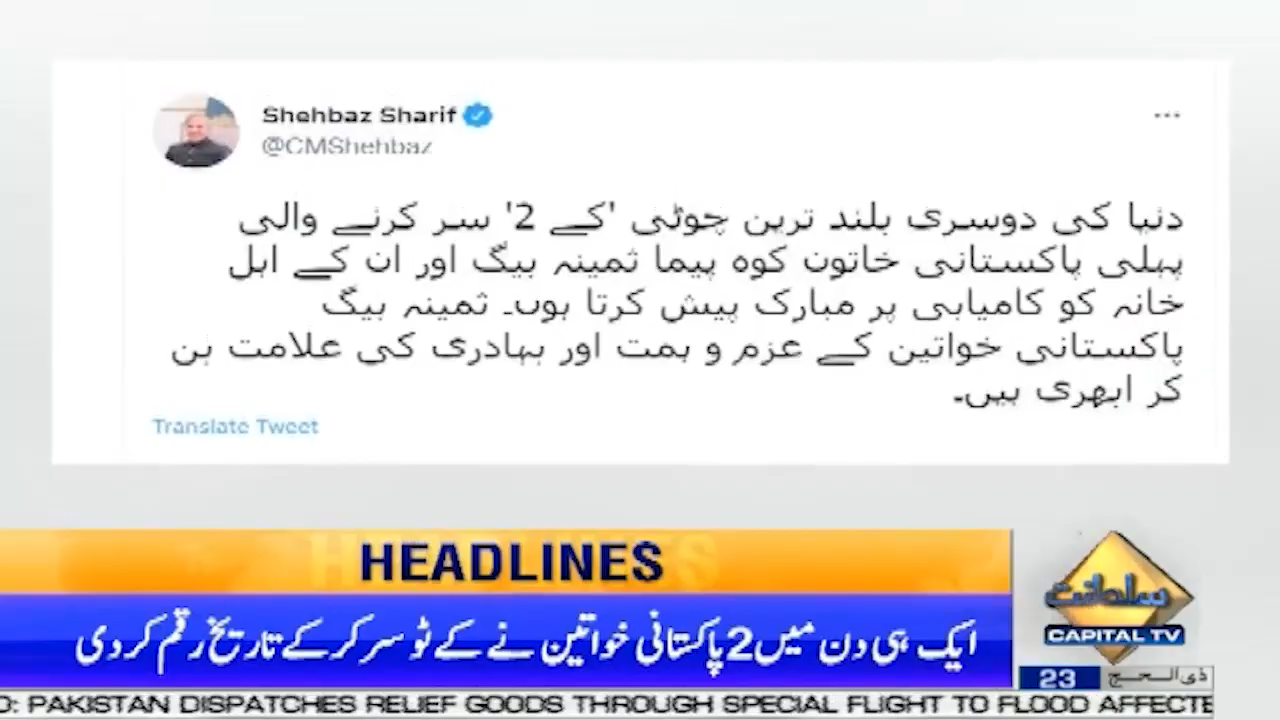 Shehbaz Sharif
@CMShehbaz
دنیا کی دوسری بلند ترین چوٹی 'کے 2' سر کرنے والی
پہلی پاکستانی خاتون کوہ پیما ثمینہ بیگ اور ان کے اہل
خانہ کو کامیابی پر مبارک پیش کرتا ہوں۔ ثمینہ بیگ
پاکستانی خواتین کے عزم و ہمت اور بہادری کی علامت بن
کر ابھری ہیں۔
Translate Tweet
HEADLINES
ایک ہی دن میں 2 پاکستانی خواتین نے کے ٹو سر کر کے تاریخ رقم کر دی
سلطنت
CAPITAL TV
23 ذی الحج
: PAKISTAN DISPATCHES RELIEF GOODS THROUGH SPECIAL FLIGHT TO FLOOD